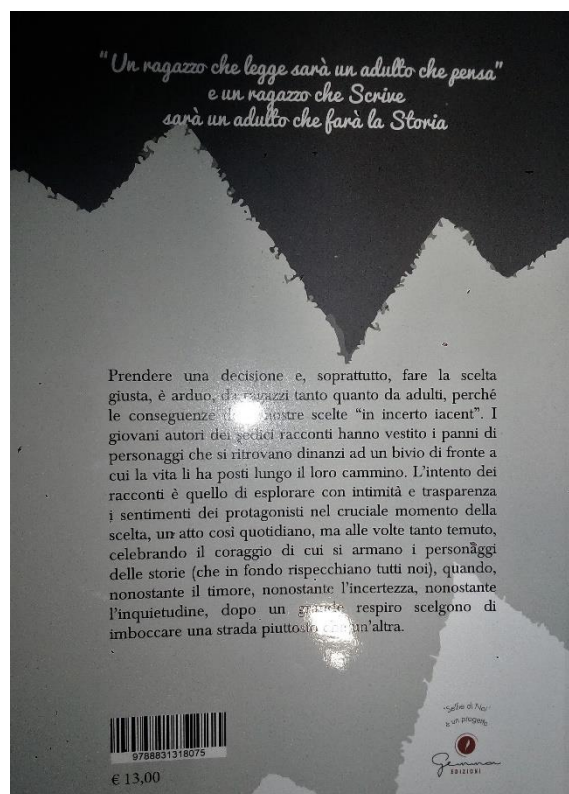 "Un ragazzo che legge sarà un adulto che pensa"
e un ragazzo che Scrive
sarà un adulto che farà la Storia
Prendere una decisione e, soprattutto, fare la scelta
giusta, è arduo, da ragazzi tanto quanto da adulti, perché
le conseguenze nostre scelte “in incerto iacent”. I
giovani autori dei sedici racconti hanno vestito i panni di
personaggi che si ritrovano dinanzi ad un bivio di fronte a
cui la vita li ha posti lungo il loro cammino. L’intento dei
racconti è quello di esplorare con intimità e trasparenza
i sentimenti dei protagonisti nel cruciale momento della
scelta, un atto così quotidiano, ma alle volte tanto temuto,
celebrando il coraggio di cui si armano i personaggi
delle storie (che in fondo rispecchiano tutti noi), quando,
nonostante il timore, nonostante l’incertezza, nonostante
l’inquietudine, dopo un grande respiro scelgono di
imboccare una strada piuttosto che un’altra.
"Selfie di Noi"
è un progetto
Gemma
EDIZIONI
9788831318075
€ 13,00